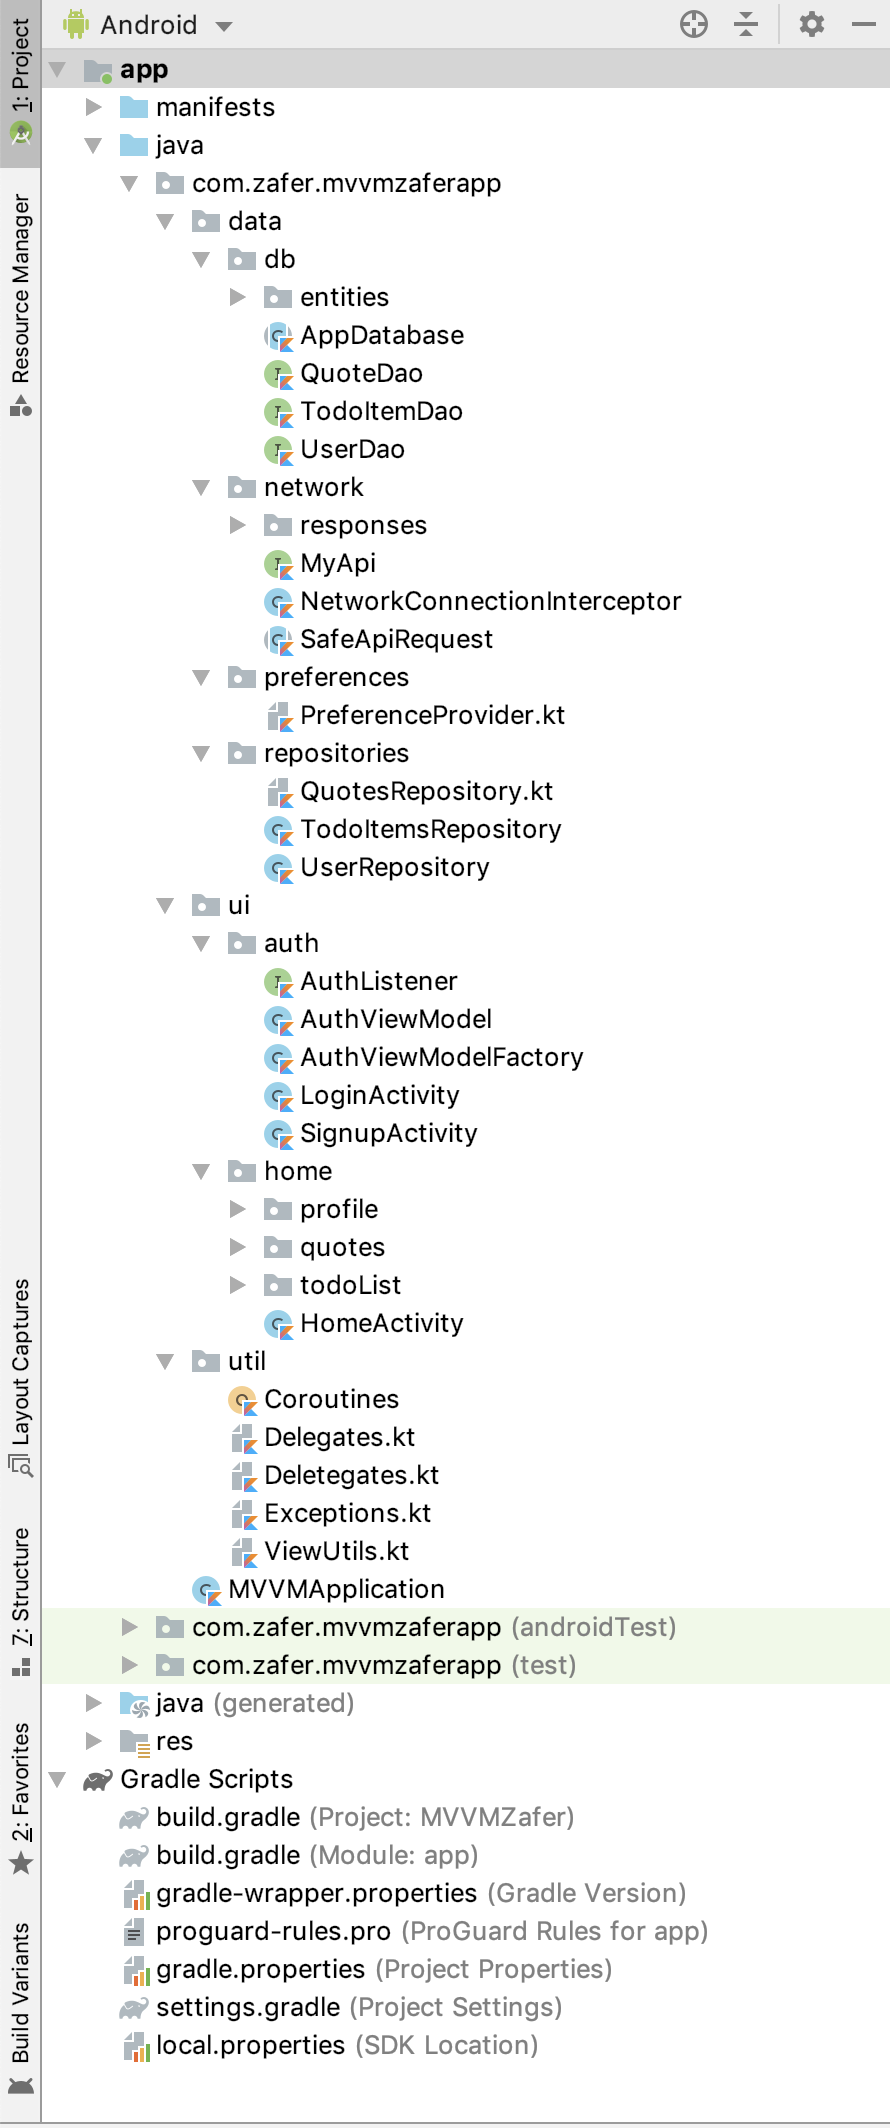 Android
1: Project
Resource Manager
Layout Captures
7: Structure
2: Favorites
Build Variants
app
manifests
java
com.zafer.mvvmzaferapp
data
db
entities
AppDatabase
QuoteDao
TodoItemDao
UserDao
network
responses
MyApi
NetworkConnectionInterceptor
SafeApiRequest
preferences
PreferenceProvider.kt
repositories
QuotesRepository.kt
TodoItemsRepository
UserRepository
ui
auth
AuthListener
AuthViewModel
AuthViewModelFactory
LoginActivity
SignupActivity
home
profile
quotes
todoList
HomeActivity
util
Coroutines
Delegates.kt
Deletegates.kt
Exceptions.kt
ViewUtils.kt
MVVMApplication
com.zafer.mvvmzaferapp (androidTest)
com.zafer.mvvmzaferapp (test)
java (generated)
res
Gradle Scripts
build.gradle (Project: MVVMZafer)
build.gradle (Module: app)
gradle-wrapper.properties (Gradle Version)
proguard-rules.pro (ProGuard Rules for app)
gradle.properties (Project Properties)
settings.gradle (Project Settings)
local.properties (SDK Location)